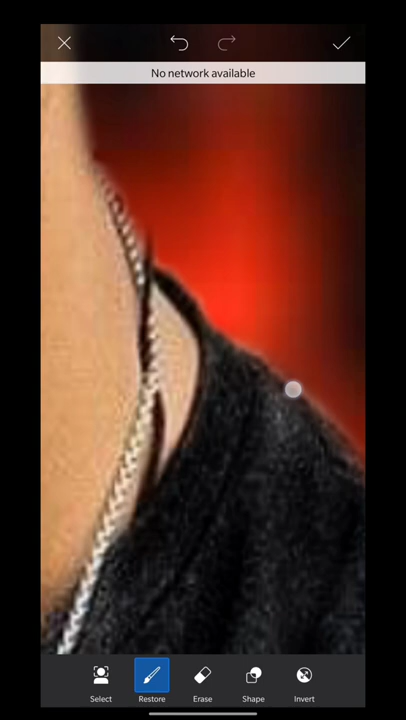 No network available
Select
Restore
Erase
Shape
Invert